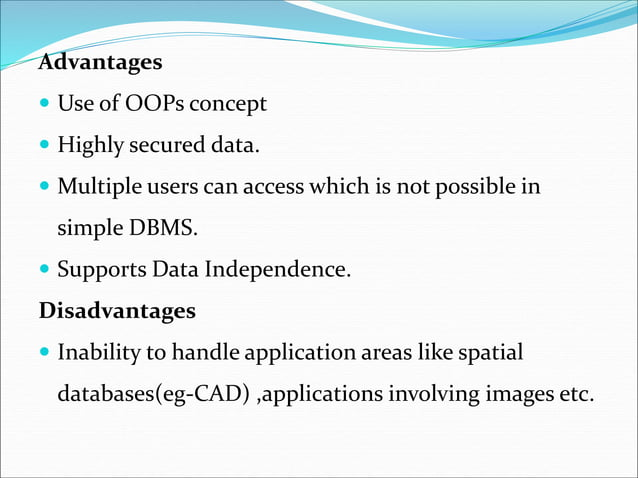 Advantages
• Use of OOPs concept
• Highly secured data.
• Multiple users can access which is not possible in
simple DBMS.
• Supports Data Independence.
Disadvantages
• Inability to handle application areas like spatial
databases(eg-CAD) ,applications involving images etc.